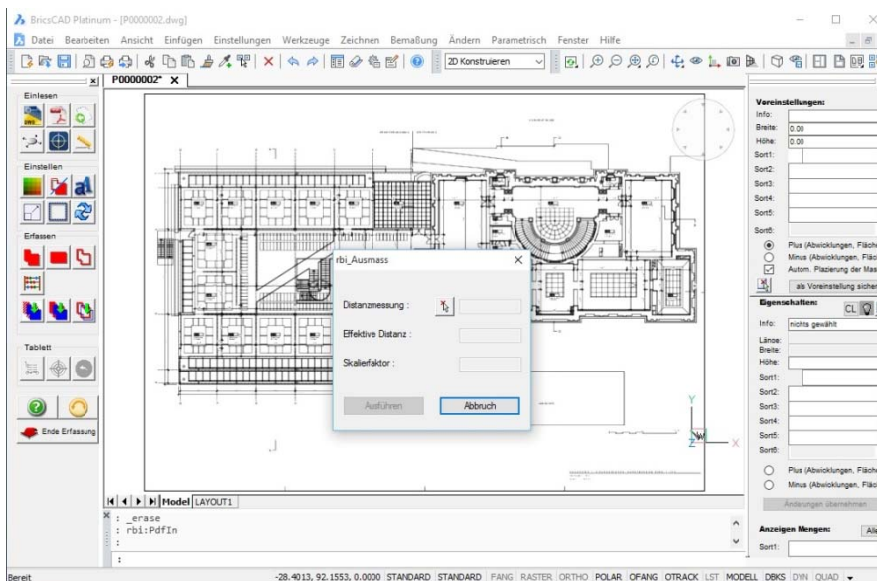 BricsCAD Platinum - [P0000002.dwg]
Datei Bearbeiten Ansicht Einfügen Einstellungen Werkzeuge Zeichnen Bemaßung Ändern Parametrisch Fenster Hilfe
2D Konstruieren
P0000002*
Einlesen
Einstellen
Erfassen
Tablett
Ende Erfassung
rbi_Ausmass
Distanzmessung :
Effektive Distanz :
Skalierfaktor :
Ausführen Abbruch
Y
X
Z
W
Voreinstellungen:
Info:
Breite: 0.00
Höhe: 0.00
Sort1:
Sort2:
Sort3:
Sort4:
Sort5:
Sort6:
Plus (Abwicklungen, Fläche
Minus (Abwicklungen, Fläc
Autom. Plazierung der Mas
als Voreinstellung sicher
Eigenschaften:
CL
Info: nichts gewählt
Länge:
Breite:
Höhe:
Sort1:
Sort2:
Sort3:
Sort4:
Sort5:
Sort6:
Plus (Abwicklungen, Fläche
Minus (Abwicklungen, Fläc
Änderungen übernehmen
Anzeigen Mengen: Alle
Sort1:
Model LAYOUT1
: _erase
: rbi:PdfIn
:
:
Bereit -28.4013, 92.1553, 0.0000 STANDARD STANDARD FANG RASTER ORTHO POLAR OFANG OTRACK LST MODELL DBKS DYN QUAD